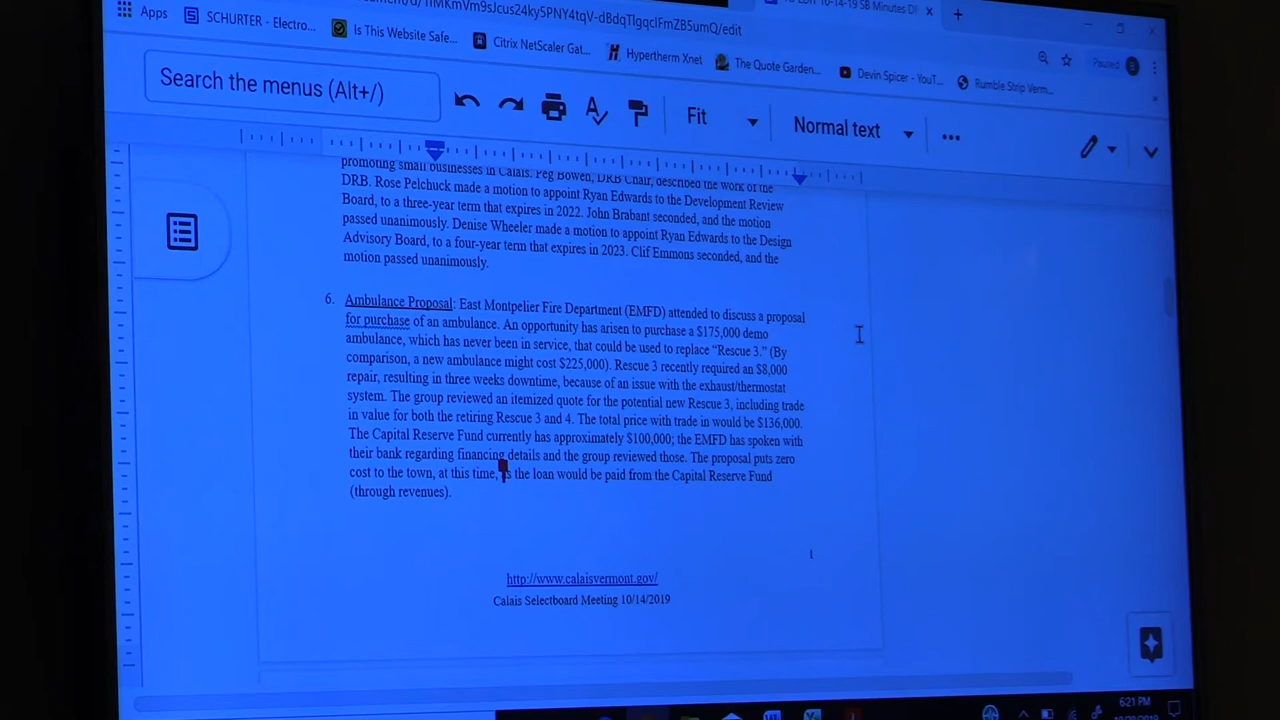 /edit
10-14-19 SB Minutes
Apps
SCHURTER - Electro...
Is This Website Safe...
Citrix NetScaler Gat...
Hypertherm Xnet
The Quote Garden...
Devin Spicer - YouT...
Rumble Strip Verm...
Paused
Search the menus (Alt+/)
Fit
Normal text
promoting small businesses in Calais. Peg Bowen, DRB Chair, described the work of the
DRB. Rose Pelchuck made a motion to appoint Ryan Edwards to the Development Review
Board, to a three-year term that expires in 2022. John Brabant seconded, and the motion
passed unanimously. Denise Wheeler made a motion to appoint Ryan Edwards to the Design
Advisory Board, to a four-year term that expires in 2023. Clif Emmons seconded, and the
motion passed unanimously.
6. Ambulance Proposal: East Montpelier Fire Department (EMFD) attended to discuss a proposal
for purchase of an ambulance. An opportunity has arisen to purchase a $175,000 demo
ambulance, which has never been in service, that could be used to replace “Rescue 3.” (By
comparison, a new ambulance might cost $225,000). Rescue 3 recently required an $8,000
repair, resulting in three weeks downtime, because of an issue with the exhaust/thermostat
system. The group reviewed an itemized quote for the potential new Rescue 3, including trade
in value for both the retiring Rescue 3 and 4. The total price with trade in would be $136,000.
The Capital Reserve Fund currently has approximately $100,000; the EMFD has spoken with
their bank regarding financing details and the group reviewed those. The proposal puts zero
cost to the town, at this time, as the loan would be paid from the Capital Reserve Fund
(through revenues).
1
http://www.calaisvermont.gov/
Calais Selectboard Meeting 10/14/2019
6:21 PM